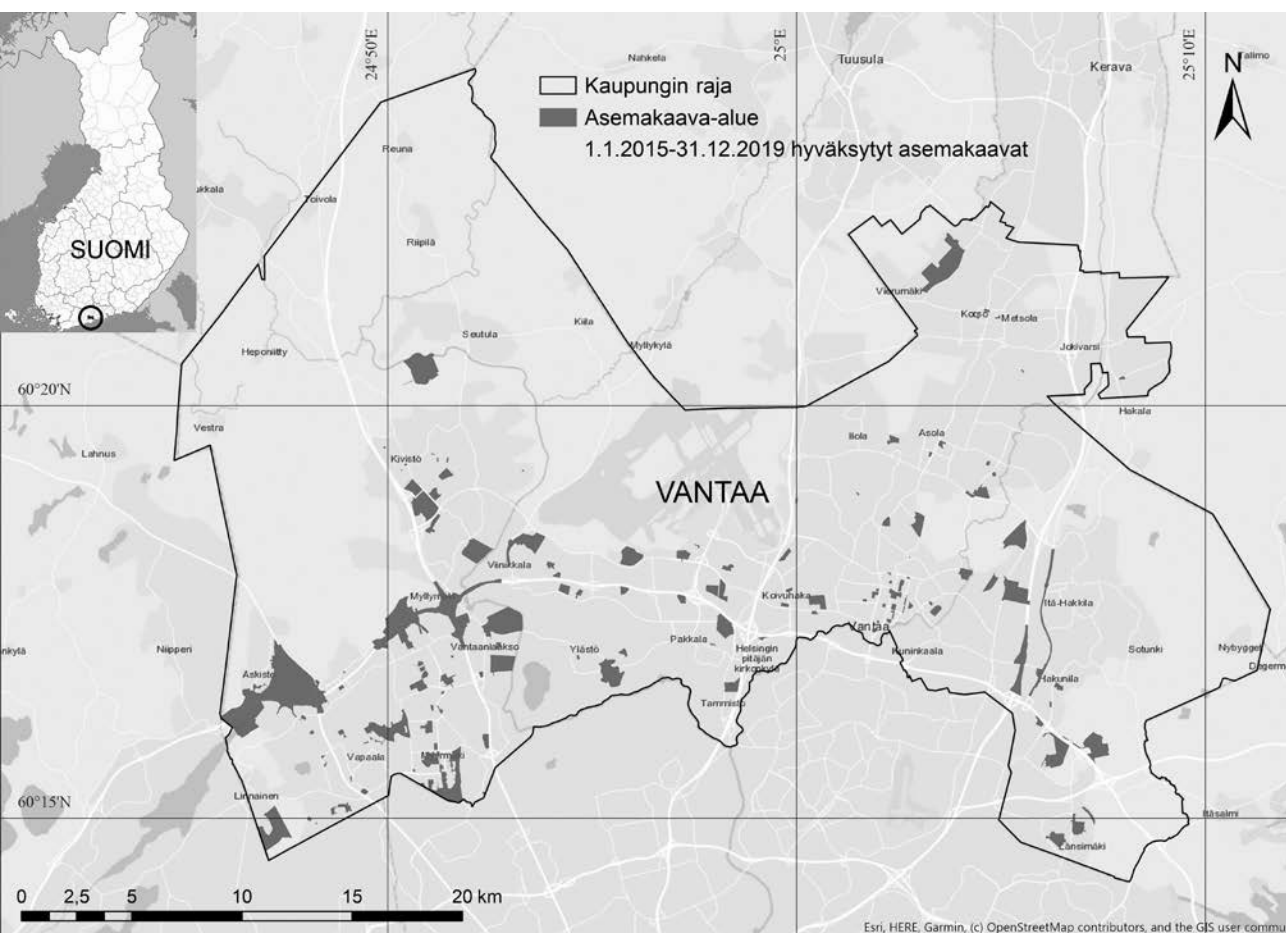 24°50'E
25°E
25°10'E
N
Nahkela
Tuusula
Kerava
Talimo
Kaupungin raja
Asemakaava-alue
1.1.2015-31.12.2019 hyväksytyt asemakaavat
SUOMI
ukkala
Reuna
Toivola
Riipilä
Vierumäki
Metsola
Seutula
Kiila
Myllykylä
Heponiitty
Jokivarsi
60°20'N
Hakala
Vestra
Lahnus
Kivistö
Ilola
Asola
VANTAA
Viinikkala
Koivuhaka
Itä-Hakkila
Vantaa
Niipperi
Vantaanlaakso
Ylästö
Pakkala
Helsingin
pitäjän
kirkonkylä
Kuninkaala
Sotunki
Nybygget
Askisto
Hakunila
Tammisto
Vapaala
Linnainen
60°15'N
Itäsalmi
Länsimäki
0 2,5 5 10 15 20 km
Esri, HERE, Garmin, (c) OpenStreetMap contributors, and the GIS user commu